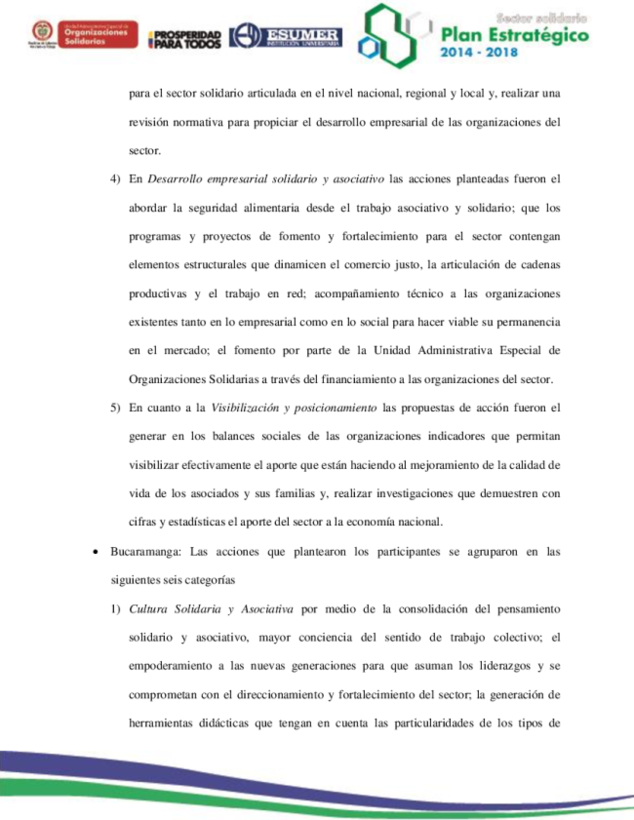 Unidad Administrativa Especial de
Organizaciones
Solidarias
PROSPERIDAD
PARA TODOS
ESUMER
INSTITUCIÓN UNIVERSITARIA
Sector solidario
Plan Estratégico
2014 - 2018
para el sector solidario articulada en el nivel nacional, regional y local y, realizar una
revisión normativa para propiciar el desarrollo empresarial de las organizaciones del
sector.
4) En Desarrollo empresarial solidario y asociativo las acciones planteadas fueron el
abordar la seguridad alimentaria desde el trabajo asociativo y solidario; que los
programas y proyectos de fomento y fortalecimiento para el sector contengan
elementos estructurales que dinamicen el comercio justo, la articulación de cadenas
productivas y el trabajo en red; acompañamiento técnico a las organizaciones
existentes tanto en lo empresarial como en lo social para hacer viable su permanencia
en el mercado; el fomento por parte de la Unidad Administrativa Especial de
Organizaciones Solidarias a través del financiamiento a las organizaciones del sector.
5) En cuanto a la Visibilización y posicionamiento las propuestas de acción fueron el
generar en los balances sociales de las organizaciones indicadores que permitan
visibilizar efectivamente el aporte que están haciendo al mejoramiento de la calidad de
vida de los asociados y sus familias y, realizar investigaciones que demuestren con
cifras y estadísticas el aporte del sector a la economía nacional.
• Bucaramanga: Las acciones que plantearon los participantes se agruparon en las
siguientes seis categorías
1) Cultura Solidaria y Asociativa por medio de la consolidación del pensamiento
solidario y asociativo, mayor conciencia del sentido de trabajo colectivo; el
empoderamiento a las nuevas generaciones para que asuman los liderazgos y se
comprometan con el direccionamiento y fortalecimiento del sector; la generación de
herramientas didácticas que tengan en cuenta las particularidades de los tipos de